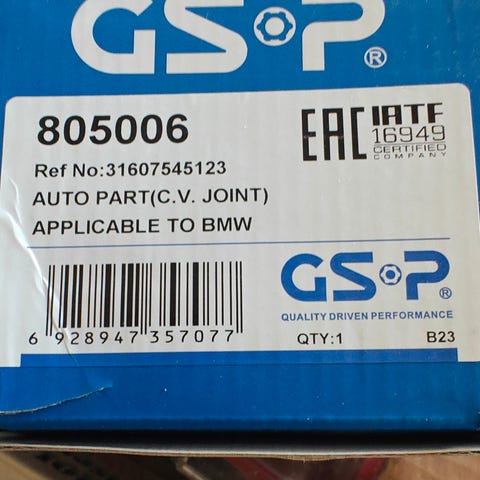 GSP
805006
EAC
IATF
16949
CERTIFIED
COMPANY
Ref No:31607545123
AUTO PART(C.V. JOINT)
APPLICABLE TO BMW
GSP
QUALITY DRIVEN PERFORMANCE
6 928947 357077
QTY:1 B23